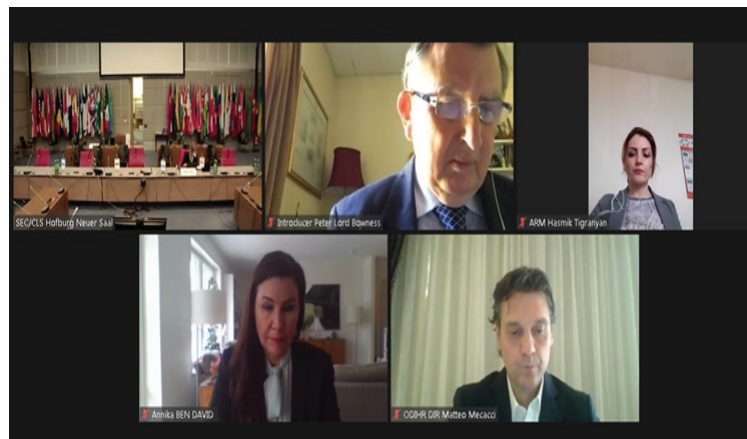 SEC/CLS Hofburg Neuer Saal
Introducer Peter Lord Bowness
ARM Hasmik Tigranyan
Annika BEN DAVID
ODIHR DIR Matteo Mecacci